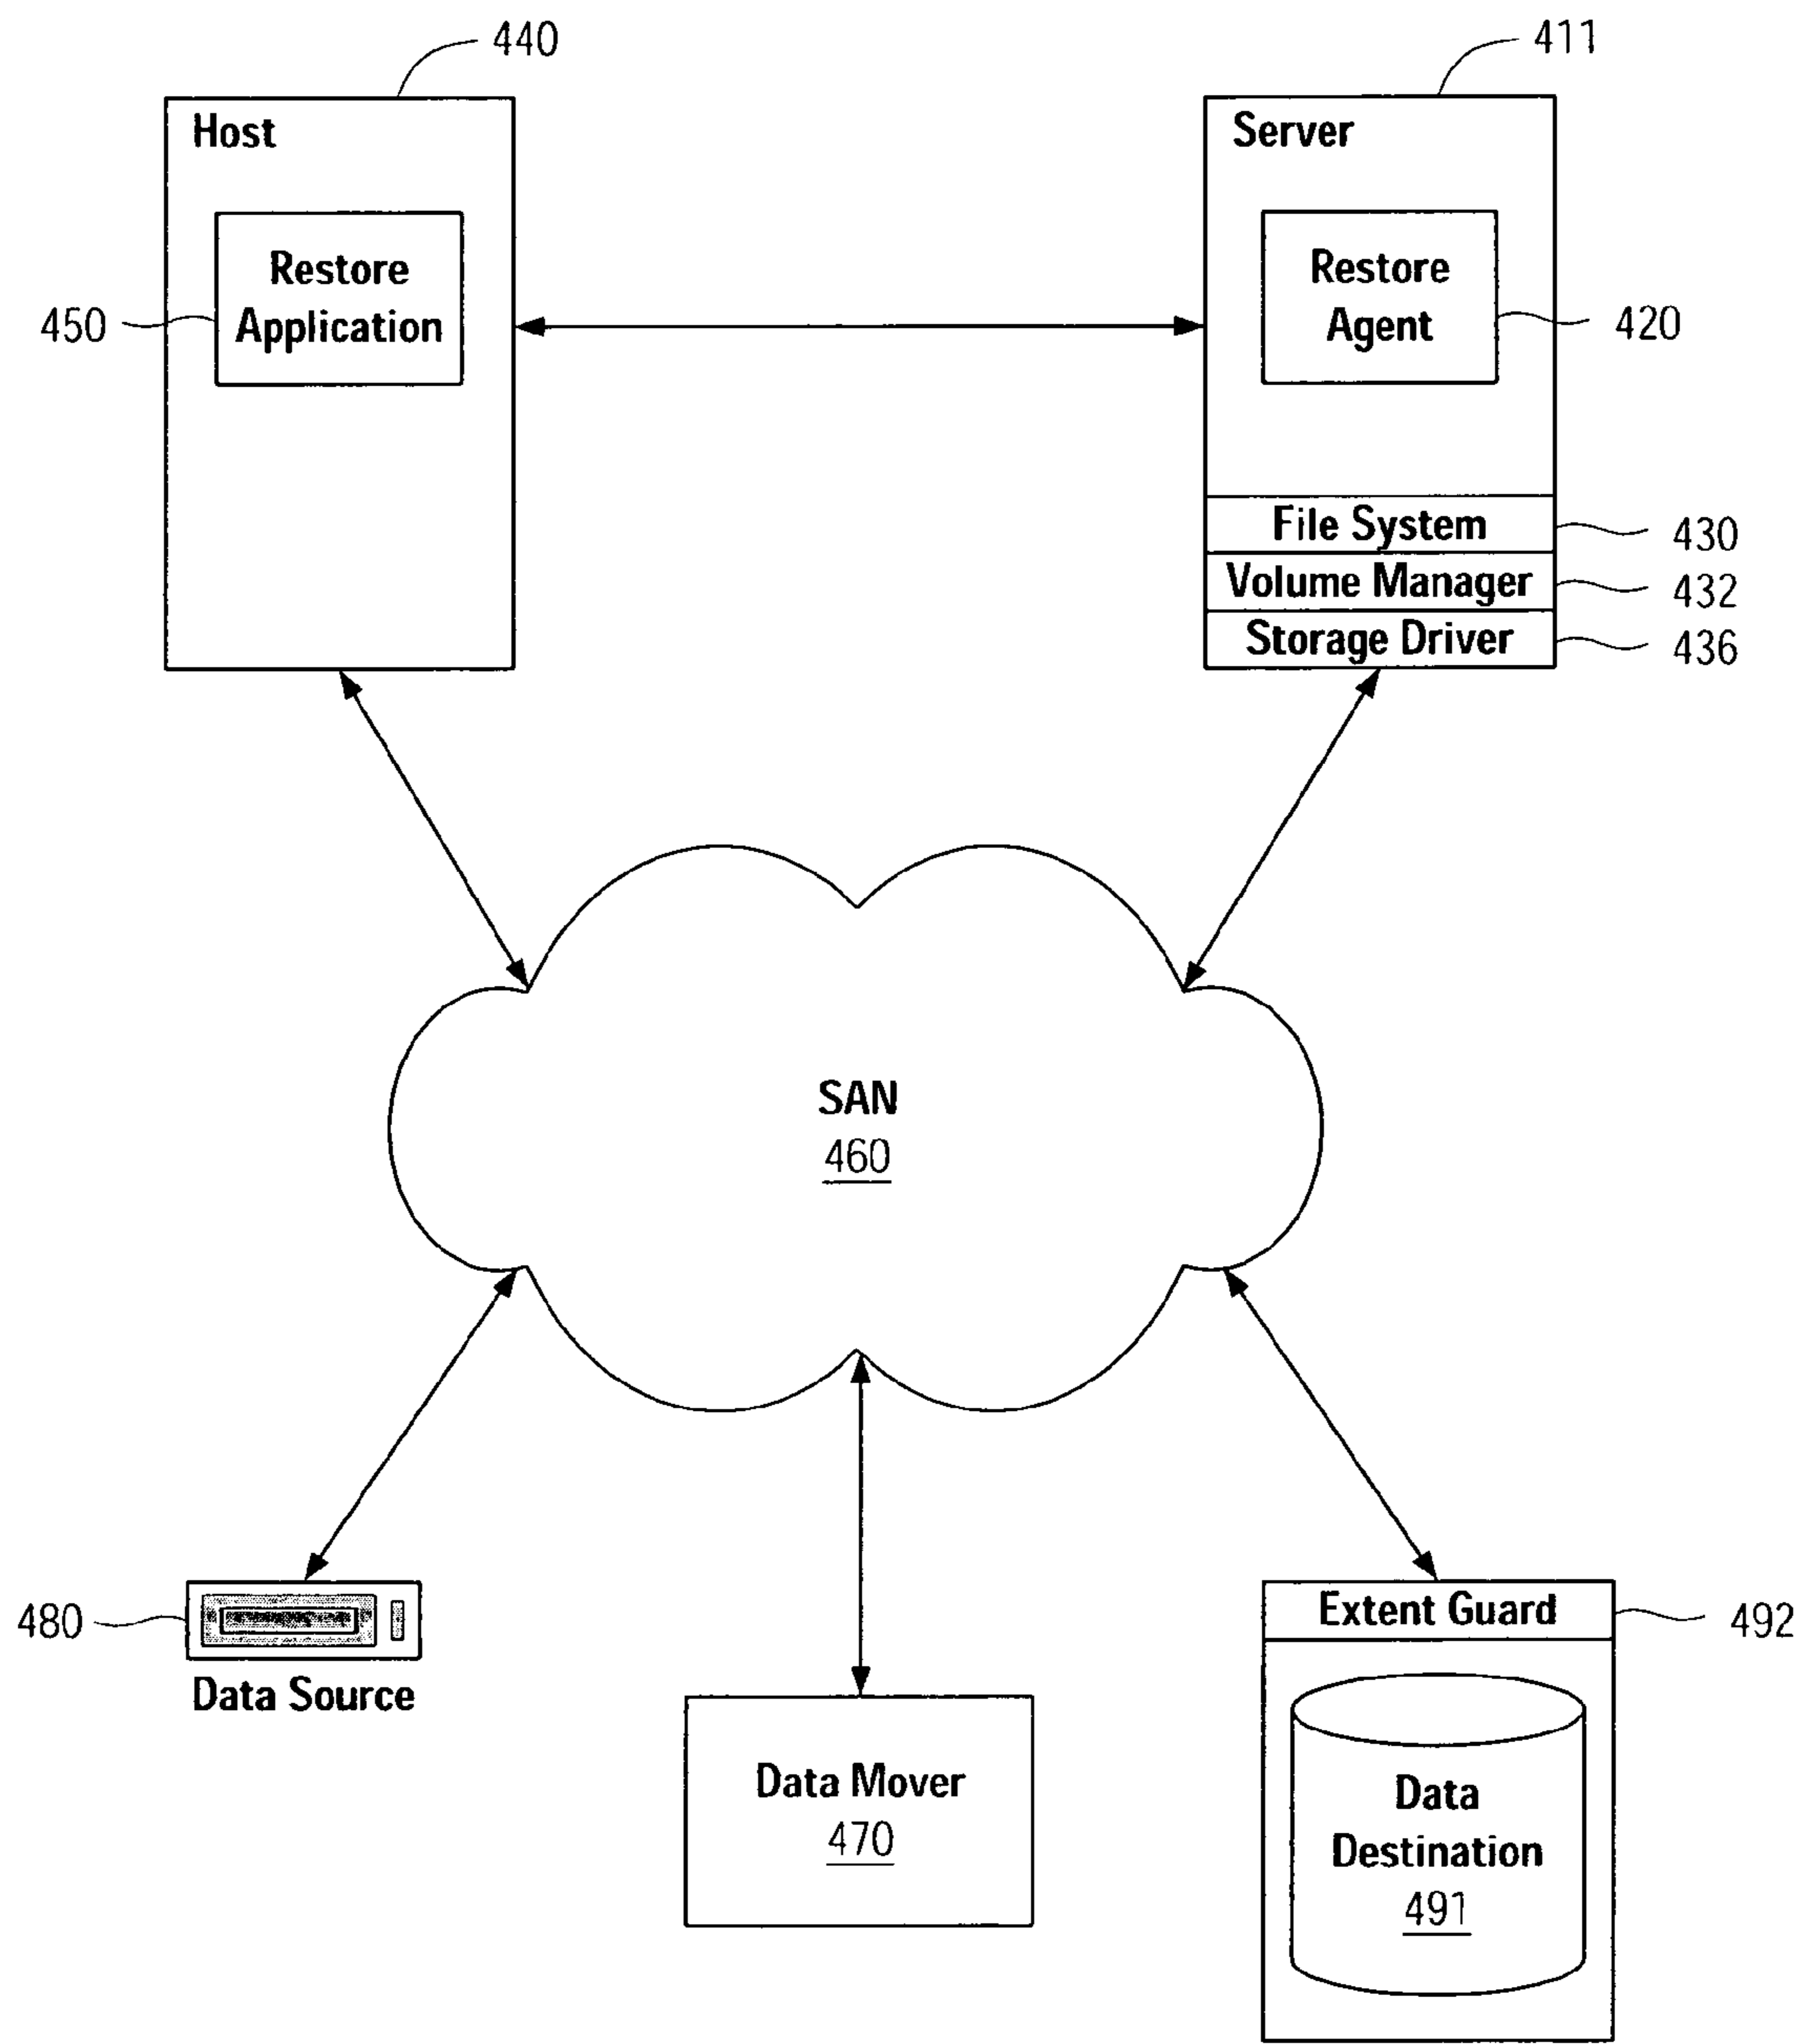 440
411
Host
Server
Restore
Application
450
Restore
Agent
420
File System
430
Volume Manager
432
Storage Driver
436
SAN
460
480
Data Source
Data Mover
470
Extent Guard
492
Data
Destination
491